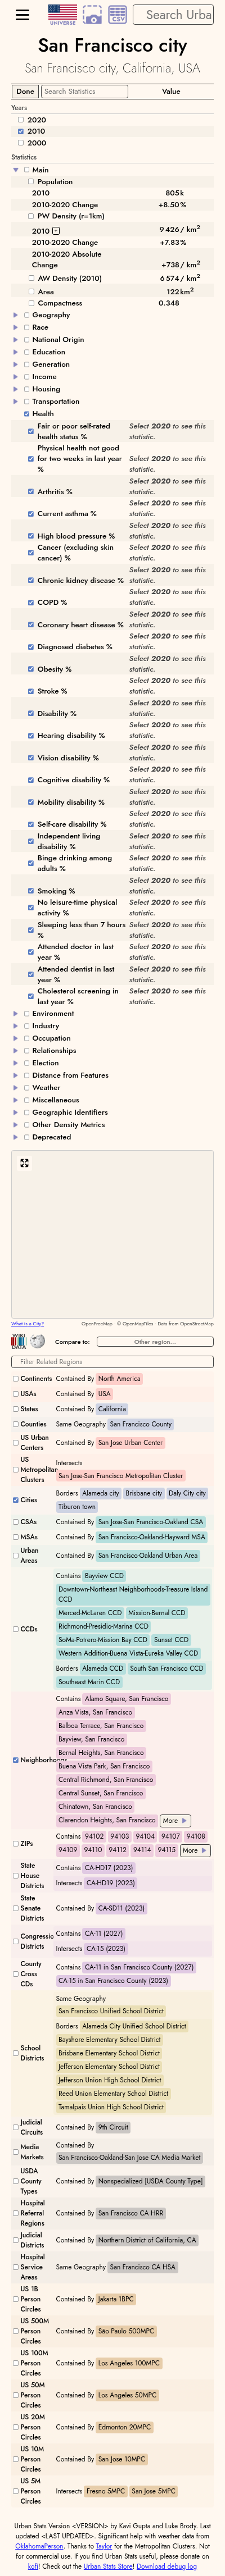 UNIVERSE
CSV
Search Urba
San Francisco city
San Francisco city, California, USA
Done
Search Statistics
Value
Years
2020
2010
2000
Statistics
Main
Population
2010
805 k
2010-2020 Change
+8.50 %
PW Density (r=1km)
2010 +
9 426 / km2
2010-2020 Change
+7.83 %
2010-2020 Absolute Change
+738 / km2
AW Density (2010)
6 574 / km2
Area
122 km2
Compactness
0.348
Geography
Race
National Origin
Education
Generation
Income
Housing
Transportation
Health
Fair or poor self-rated health status %
Select 2020 to see this statistic.
Physical health not good for two weeks in last year %
Select 2020 to see this statistic.
Arthritis %
Select 2020 to see this statistic.
Current asthma %
Select 2020 to see this statistic.
High blood pressure %
Select 2020 to see this statistic.
Cancer (excluding skin cancer) %
Select 2020 to see this statistic.
Chronic kidney disease %
Select 2020 to see this statistic.
COPD %
Select 2020 to see this statistic.
Coronary heart disease %
Select 2020 to see this statistic.
Diagnosed diabetes %
Select 2020 to see this statistic.
Obesity %
Select 2020 to see this statistic.
Stroke %
Select 2020 to see this statistic.
Disability %
Select 2020 to see this statistic.
Hearing disability %
Select 2020 to see this statistic.
Vision disability %
Select 2020 to see this statistic.
Cognitive disability %
Select 2020 to see this statistic.
Mobility disability %
Select 2020 to see this statistic.
Self-care disability %
Select 2020 to see this statistic.
Independent living disability %
Select 2020 to see this statistic.
Binge drinking among adults %
Select 2020 to see this statistic.
Smoking %
Select 2020 to see this statistic.
No leisure-time physical activity %
Select 2020 to see this statistic.
Sleeping less than 7 hours %
Select 2020 to see this statistic.
Attended doctor in last year %
Select 2020 to see this statistic.
Attended dentist in last year %
Select 2020 to see this statistic.
Cholesterol screening in last year %
Select 2020 to see this statistic.
Environment
Industry
Occupation
Relationships
Election
Distance from Features
Weather
Miscellaneous
Geographic Identifiers
Other Density Metrics
Deprecated
What is a City?
OpenFreeMap © OpenMapTiles Data from OpenStreetMap
WIKI DATA
Compare to:
Other region...
Filter Related Regions
Continents
Contained By North America
USAs
Contained By USA
States
Contained By California
Counties
Same Geography San Francisco County
US Urban Centers
Contained By San Jose Urban Center
US Metropolitan Clusters
Intersects
San Jose-San Francisco Metropolitan Cluster
Cities
Borders Alameda city Brisbane city Daly City city
Tiburon town
CSAs
Contained By San Jose-San Francisco-Oakland CSA
MSAs
Contained By San Francisco-Oakland-Hayward MSA
Urban Areas
Contained By San Francisco-Oakland Urban Area
CCDs
Contains Bayview CCD
Downtown-Northeast Neighborhoods-Treasure Island CCD
Merced-McLaren CCD Mission-Bernal CCD
Richmond-Presidio-Marina CCD
SoMa-Potrero-Mission Bay CCD Sunset CCD
Western Addition-Buena Vista-Eureka Valley CCD
Borders Alameda CCD South San Francisco CCD
Southeast Marin CCD
Neighborhoods
Contains Alamo Square, San Francisco
Anza Vista, San Francisco
Balboa Terrace, San Francisco
Bayview, San Francisco
Bernal Heights, San Francisco
Buena Vista Park, San Francisco
Central Richmond, San Francisco
Central Sunset, San Francisco
Chinatown, San Francisco
Clarendon Heights, San Francisco More
ZIPs
Contains 94102 94103 94104 94107 94108
94109 94110 94112 94114 94115 More
State House Districts
Contains CA-HD17 (2023)
Intersects CA-HD19 (2023)
State Senate Districts
Contained By CA-SD11 (2023)
Congressional Districts
Contains CA-11 (2027)
Intersects CA-15 (2023)
County Cross CDs
Contains CA-11 in San Francisco County (2027)
CA-15 in San Francisco County (2023)
School Districts
Same Geography
San Francisco Unified School District
Borders Alameda City Unified School District
Bayshore Elementary School District
Brisbane Elementary School District
Jefferson Elementary School District
Jefferson Union High School District
Reed Union Elementary School District
Tamalpais Union High School District
Judicial Circuits
Contained By 9th Circuit
Media Markets
Contained By
San Francisco-Oakland-San Jose CA Media Market
USDA County Types
Contained By Nonspecialized [USDA County Type]
Hospital Referral Regions
Contained By San Francisco CA HRR
Judicial Districts
Contained By Northern District of California, CA
Hospital Service Areas
Same Geography San Francisco CA HSA
US 1B Person Circles
Contained By Jakarta 1BPC
US 500M Person Circles
Contained By São Paulo 500MPC
US 100M Person Circles
Contained By Los Angeles 100MPC
US 50M Person Circles
Contained By Los Angeles 50MPC
US 20M Person Circles
Contained By Edmonton 20MPC
US 10M Person Circles
Contained By San Jose 10MPC
US 5M Person Circles
Intersects Fresno 5MPC San Jose 5MPC
Urban Stats Version <VERSION> by Kavi Gupta and Luke Brody. Last
updated <LAST UPDATED>. Significant help with weather data from
OklahomaPerson. Thanks to Taylor for the Metropolitan Clusters. Not
for commercial use. If you find Urban Stats useful, please donate on
kofi! Check out the Urban Stats Store! Download debug log